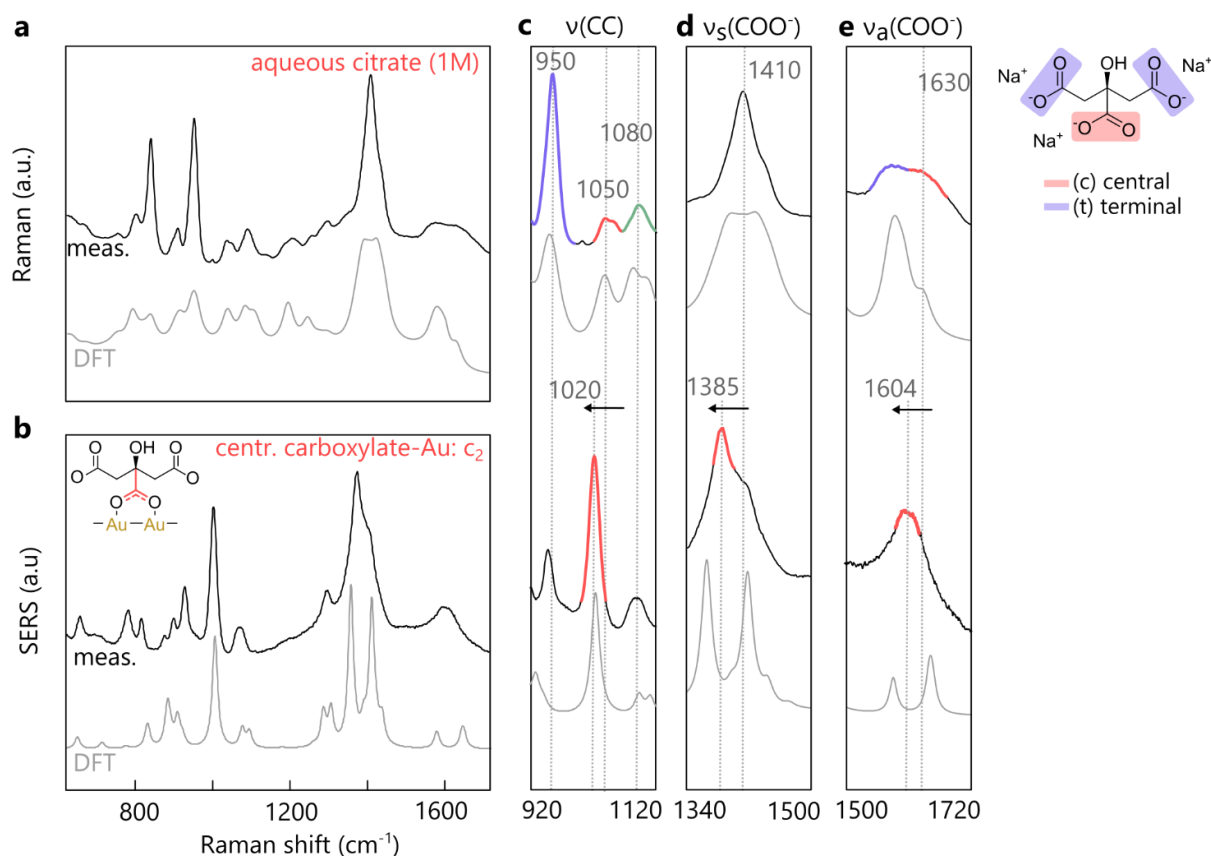 a
aqueous citrate (1M)
Raman (a.u.)
meas.
DFT
b
centr. carboxylate-Au: c₂
OH
O
O
O
O
O
O
Au
Au
SERS (a.u)
meas.
DFT
800
1200
1600
Raman shift (cm⁻¹)
c ν(CC)
950
1080
1050
1020
920
1120
d νs(COO⁻)
1410
1385
1340
1500
e νa(COO⁻)
1630
1604
1500
1720
Na⁺
O
OH
O
Na⁺
⁻O
O⁻
⁻O
O
Na⁺
(c) central
(t) terminal